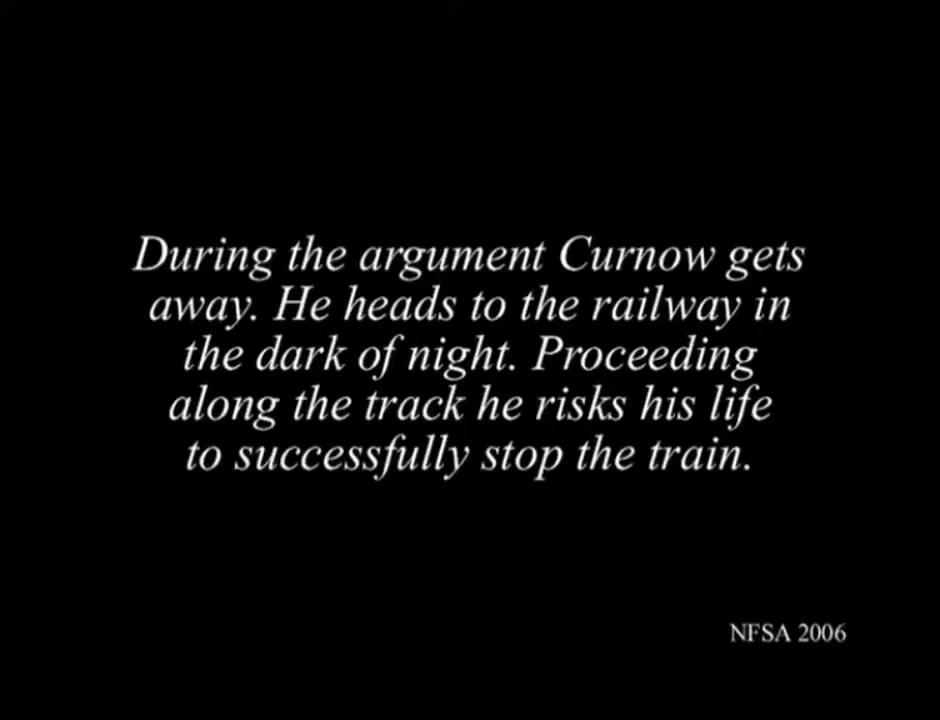 During the argument Curnow gets
away. He heads to the railway in
the dark of night. Proceeding
along the track he risks his life
to successfully stop the train.
NFSA 2006